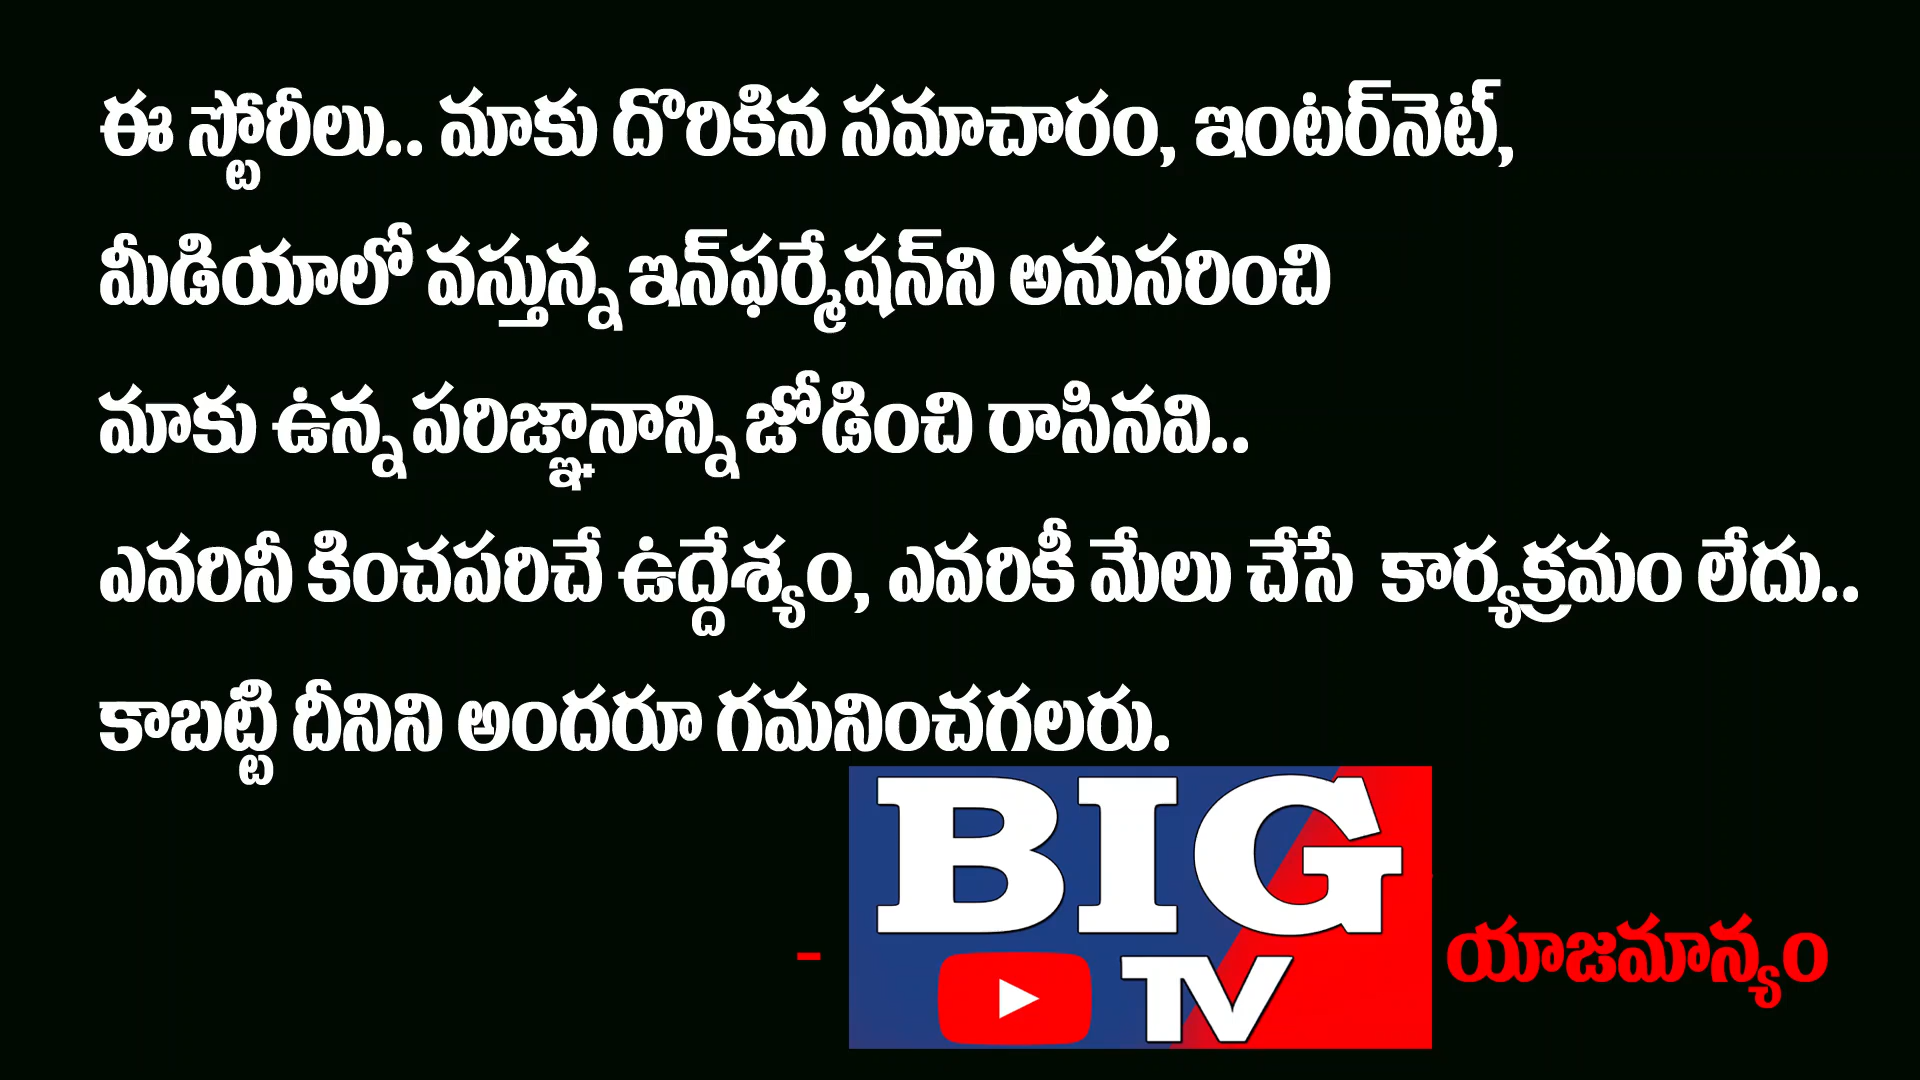 ఈ స్టోరీలు.. మాకు దొరికిన సమాచారం, ఇంటర్‌నెట్,
మీడియాలో వస్తున్న ఇన్‌ఫర్మేషన్‌ని అనుసరించి
మాకు ఉన్న పరిజ్ఞానాన్ని జోడించి రాసినవి..
ఎవరినీ కించపరిచే ఉద్దేశ్యం, ఎవరికీ మేలు చేసే కార్యక్రమం లేదు..
కాబట్టి దీనిని అందరూ గమనించగలరు.
- BIG TV యాజమాన్యం